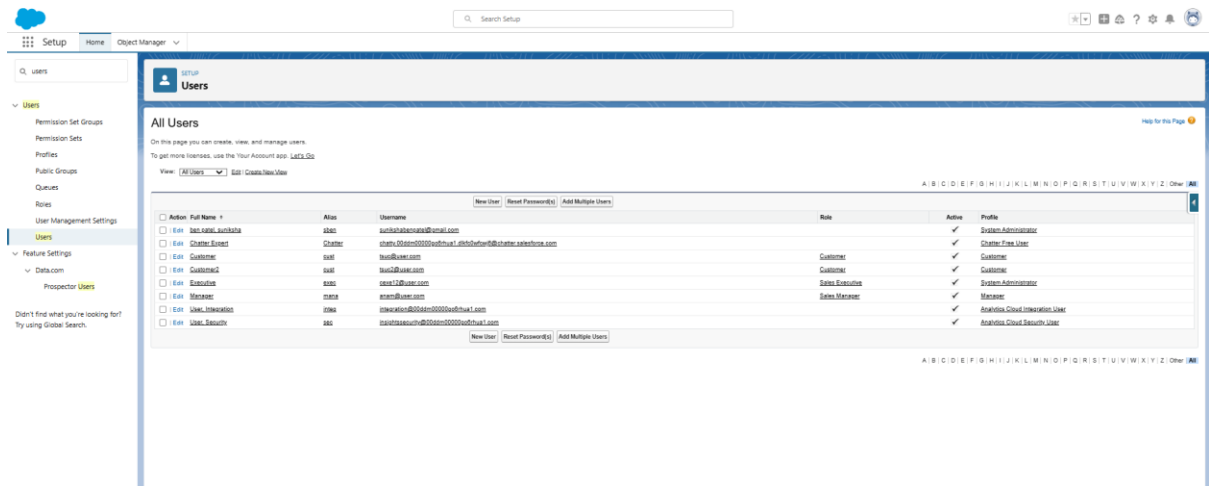 Search Setup
Setup Home Object Manager
users
Users
Permission Set Groups
Permission Sets
Profiles
Public Groups
Queues
Roles
User Management Settings
Users
Feature Settings
Data.com
Prospector Users
Didn't find what you're looking for?
Try using Global Search.
SETUP
Users
All Users
Help for this Page
On this page you can create, view, and manage users.
To get more licenses, use the Your Account app. Let's Go
View: All Users Edit | Create New View
A | B | C | D | E | F | G | H | I | J | K | L | M | N | O | P | Q | R | S | T | U | V | W | X | Y | Z | Other | All
New User Reset Password(s) Add Multiple Users
Action Full Name ↑ Alias Username Role Active Profile
Edit ben patel, suniksha sben sunikshabenpatel@gmail.com System Administrator
Edit Chatter Expert Chatter Chatter Free User
Edit Customer cust tsuc@user.com Customer Customer
Edit Customer2 cust tsuc2@user.com Customer Customer
Edit Executive exec sexe12@user.com Sales Executive System Administrator
Edit Manager mana anam@user.com Sales Manager Manager
Edit User, Integration integ Analytics Cloud Integration User
Edit User, Security sec Analytics Cloud Security User
New User Reset Password(s) Add Multiple Users
A | B | C | D | E | F | G | H | I | J | K | L | M | N | O | P | Q | R | S | T | U | V | W | X | Y | Z | Other | All